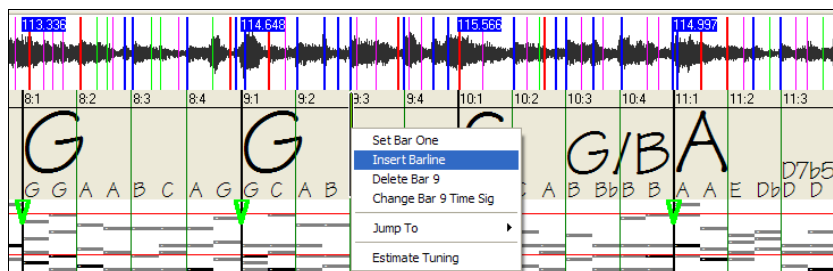 113.336 114.648 115.566 114.997
8:1 8:2 8:3 8:4 9:1 9:2 9:3 9:4 10:1 10:2 10:3 10:4 11:1 11:2 11:3
G G G/B A D7b5
G G A A B C A G G C A B C A B Bb B B A A E Db D D
Set Bar One
Insert Barline
Delete Bar 9
Change Bar 9 Time Sig
Jump To
Estimate Tuning